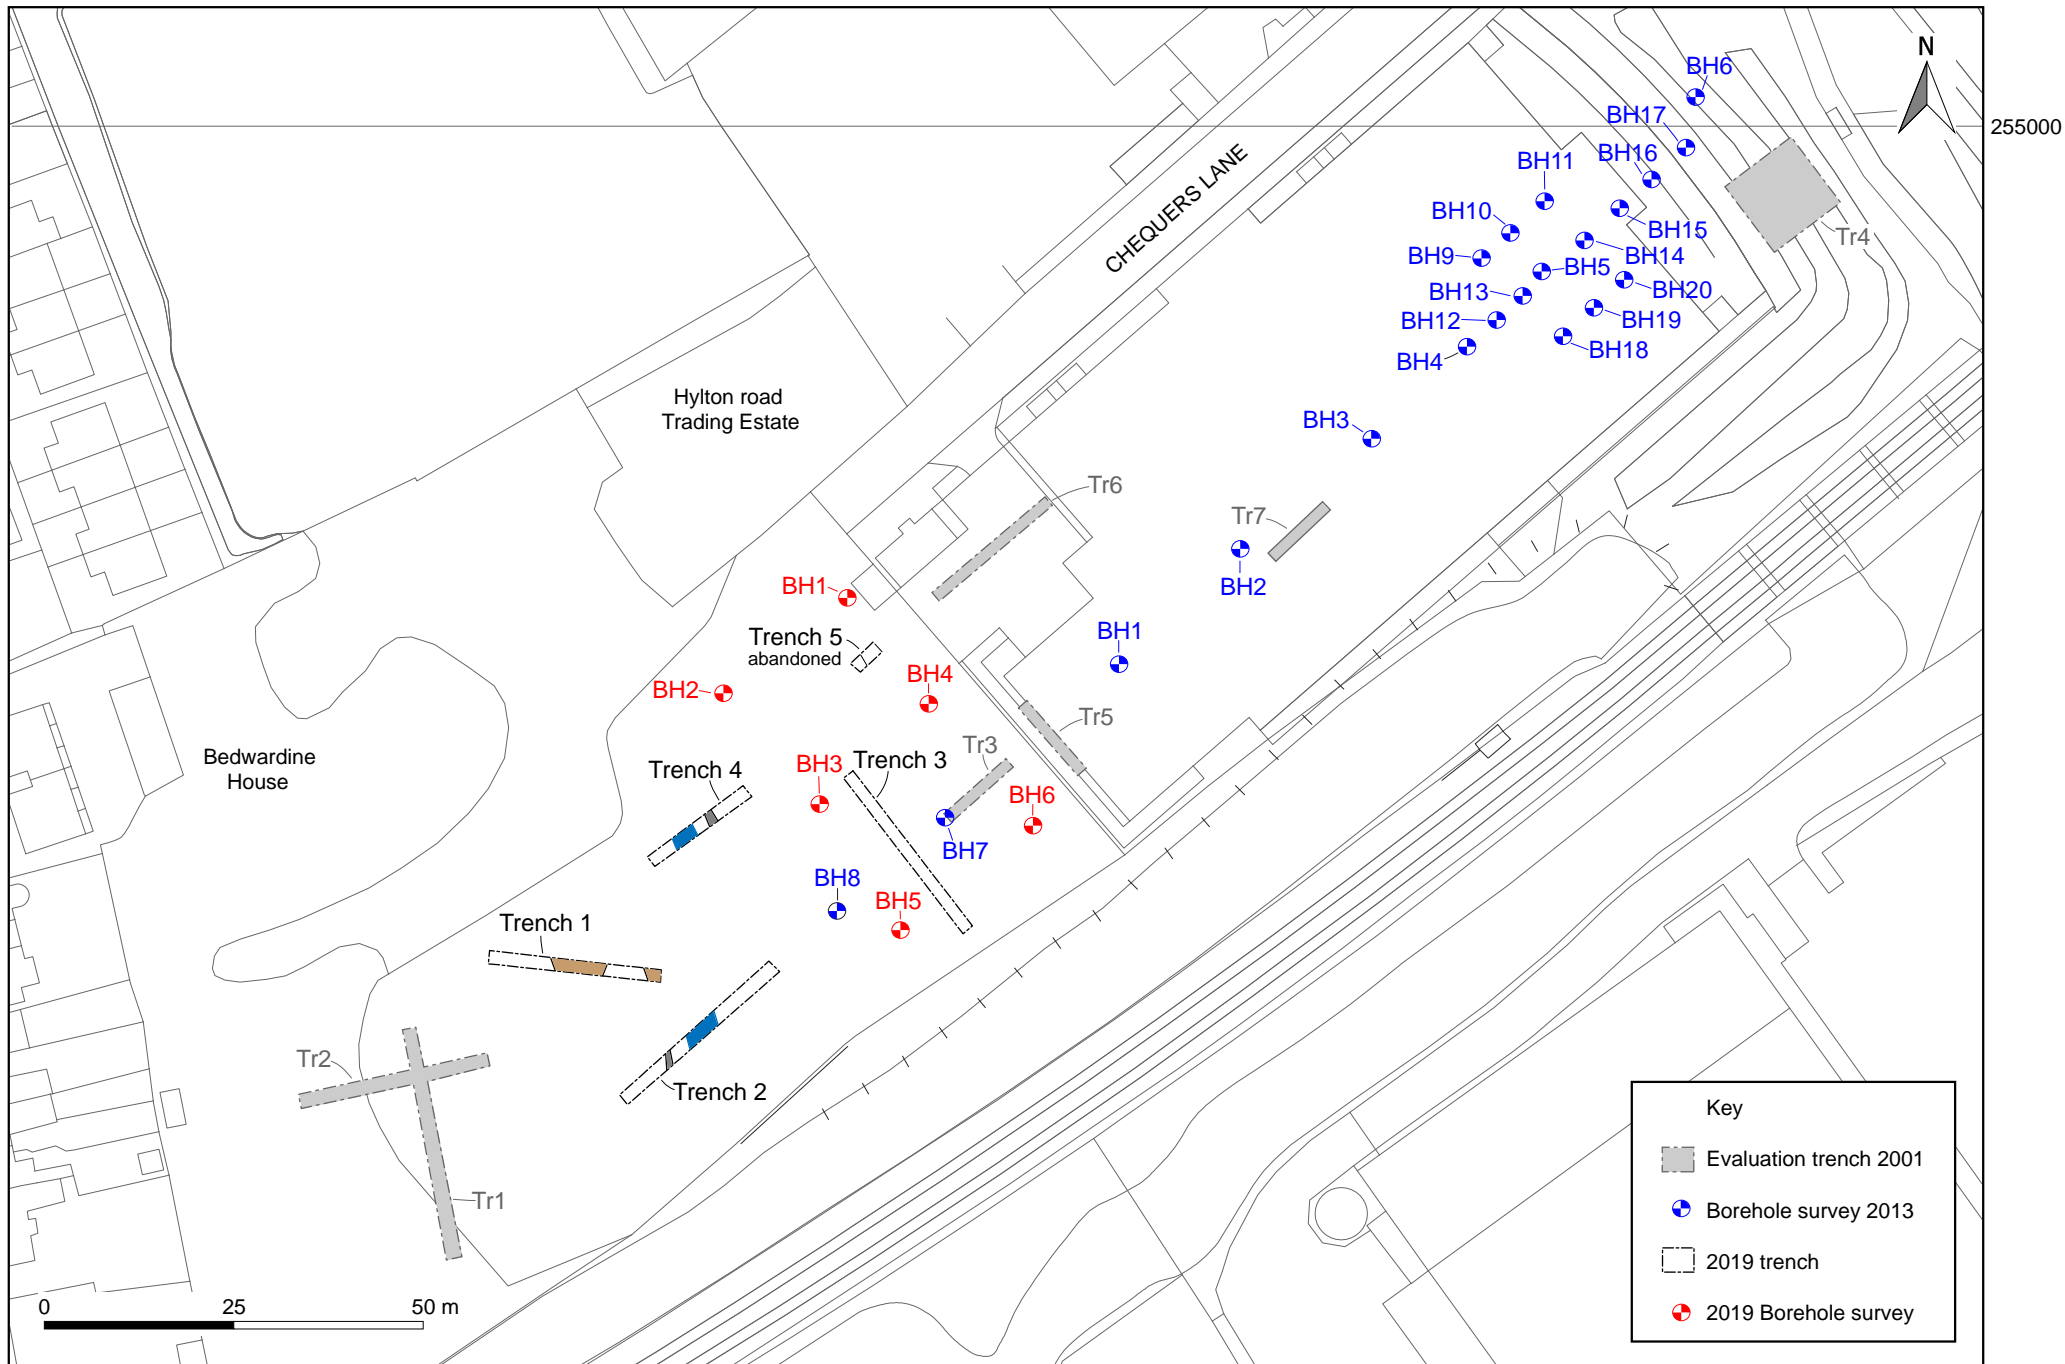 N
BH6
255000
BH17
BH11
BH16
CHEQUERS LANE
BH10
BH15
Tr4
BH9
BH14
BH5
BH13
BH20
BH12
BH19
BH4
BH18
Hylton road
Trading Estate
BH3
Tr6
Tr7
BH2
BH1
BH1
Trench 5
abandoned
BH4
BH2
Tr5
Tr3
Bedwardine
House
Trench 4
BH3
Trench 3
BH6
BH7
BH8
BH5
Trench 1
Tr2
Trench 2
Tr1
Key
Evaluation trench 2001
Borehole survey 2013
2019 trench
2019 Borehole survey
0 25 50 m